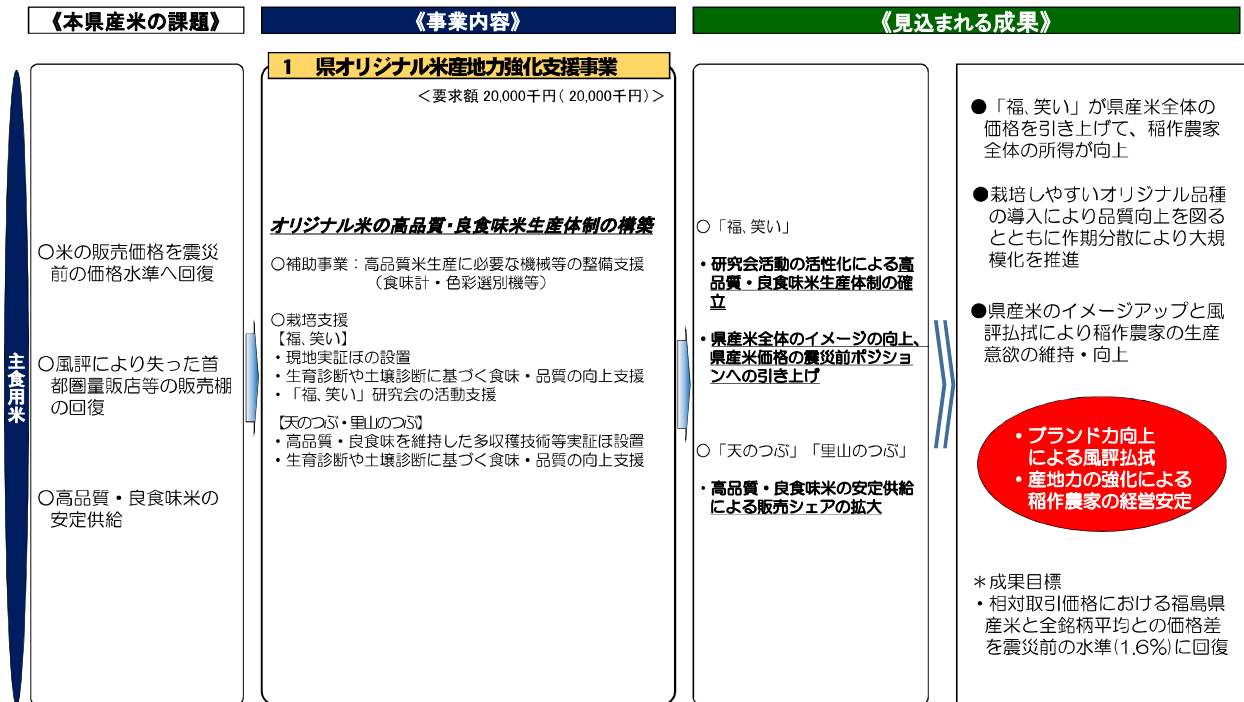 《本県産米の課題》
《事業内容》
《見込まれる成果》
主食用米
○米の販売価格を震災
前の価格水準へ回復
○風評により失った首
都圏量販店等の販売棚
の回復
○高品質・良食味米の
安定供給
1　県オリジナル米産地力強化支援事業
＜要求額 20,000千円( 20,000千円)＞
オリジナル米の高品質・良食味米生産体制の構築
○補助事業：高品質米生産に必要な機械等の整備支援
（食味計・色彩選別機等）
○栽培支援
【福、笑い】
・現地実証ほの設置
・生育診断や土壌診断に基づく食味・品質の向上支援
・「福、笑い」研究会の活動支援
【天のつぶ・里山のつぶ】
・高品質・良食味を維持した多収穫技術等実証ほ設置
・生育診断や土壌診断に基づく食味・品質の向上支援
○「福、笑い」
・研究会活動の活性化による高
品質・良食味米生産体制の確
立
・県産米全体のイメージの向上、
県産米価格の震災前ポジショ
ンへの引き上げ
○「天のつぶ」「里山のつぶ」
・高品質・良食味米の安定供給
による販売シェアの拡大
●「福、笑い」が県産米全体の
価格を引き上げて、稲作農家
全体の所得が向上
●栽培しやすいオリジナル品種
の導入により品質向上を図る
とともに作期分散により大規
模化を推進
●県産米のイメージアップと風
評払拭により稲作農家の生産
意欲の維持・向上
・ブランド力向上
による風評払拭
・産地力の強化による
稲作農家の経営安定
＊成果目標
・相対取引価格における福島県
産米と全銘柄平均との価格差
を震災前の水準(1.6%)に回復